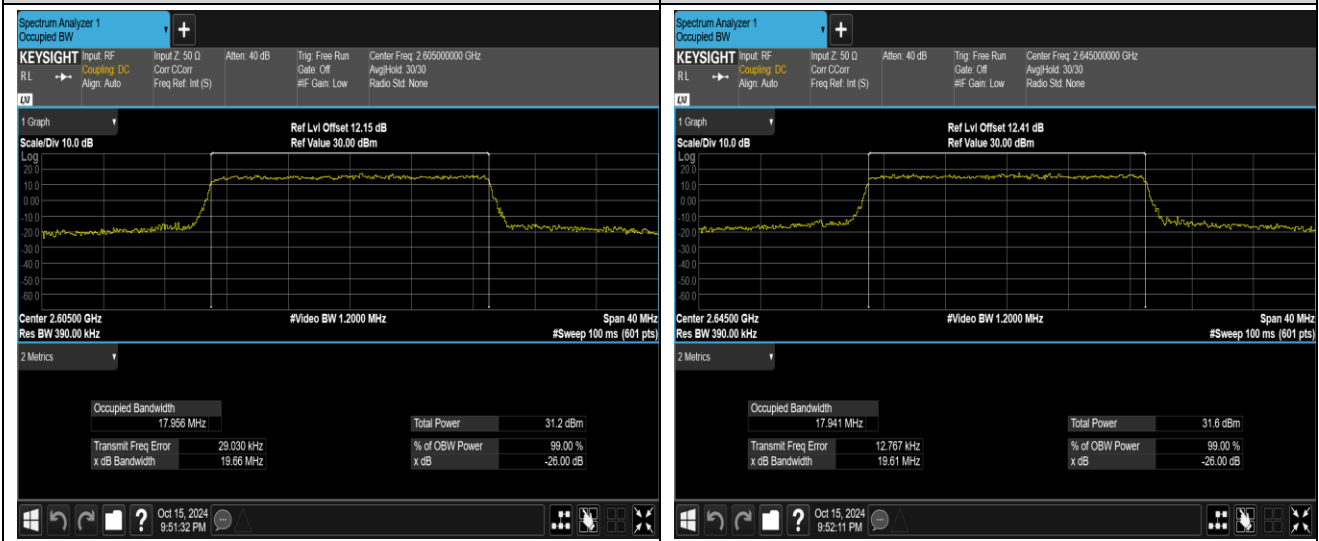 Spectrum Analyzer 1
Occupied BW
+
KEYSIGHT Input: RF Input Z: 50 Ω Atten: 40 dB Trig: Free Run Center Freq: 2.605000000 GHz
RL Coupling: DC Corr CCorr Gate: Off Avg|Hold: 30/30
Align: Auto Freq Ref: Int (S) #IF Gain: Low Radio Std: None
LXI
1 Graph
Ref Lvl Offset 12.15 dB
Scale/Div 10.0 dB Ref Value 30.00 dBm
Log
20.0
10.0
0.00
-10.0
-20.0
-30.0
-40.0
-50.0
-60.0
Center 2.60500 GHz #Video BW 1.2000 MHz Span 40 MHz
Res BW 390.00 kHz #Sweep 100 ms (601 pts)
2 Metrics
Occupied Bandwidth
17.956 MHz Total Power 31.2 dBm
Transmit Freq Error 29.030 kHz % of OBW Power 99.00 %
x dB Bandwidth 19.66 MHz x dB -26.00 dB
? Oct 15, 2024
9:51:32 PM
Spectrum Analyzer 1
Occupied BW
+
KEYSIGHT Input: RF Input Z: 50 Ω Atten: 40 dB Trig: Free Run Center Freq: 2.645000000 GHz
RL Coupling: DC Corr CCorr Gate: Off Avg|Hold: 30/30
Align: Auto Freq Ref: Int (S) #IF Gain: Low Radio Std: None
LXI
1 Graph
Ref Lvl Offset 12.41 dB
Scale/Div 10.0 dB Ref Value 30.00 dBm
Log
20.0
10.0
0.00
-10.0
-20.0
-30.0
-40.0
-50.0
-60.0
Center 2.64500 GHz #Video BW 1.2000 MHz Span 40 MHz
Res BW 390.00 kHz #Sweep 100 ms (601 pts)
2 Metrics
Occupied Bandwidth
17.941 MHz Total Power 31.6 dBm
Transmit Freq Error 12.767 kHz % of OBW Power 99.00 %
x dB Bandwidth 19.61 MHz x dB -26.00 dB
? Oct 15, 2024
9:52:11 PM